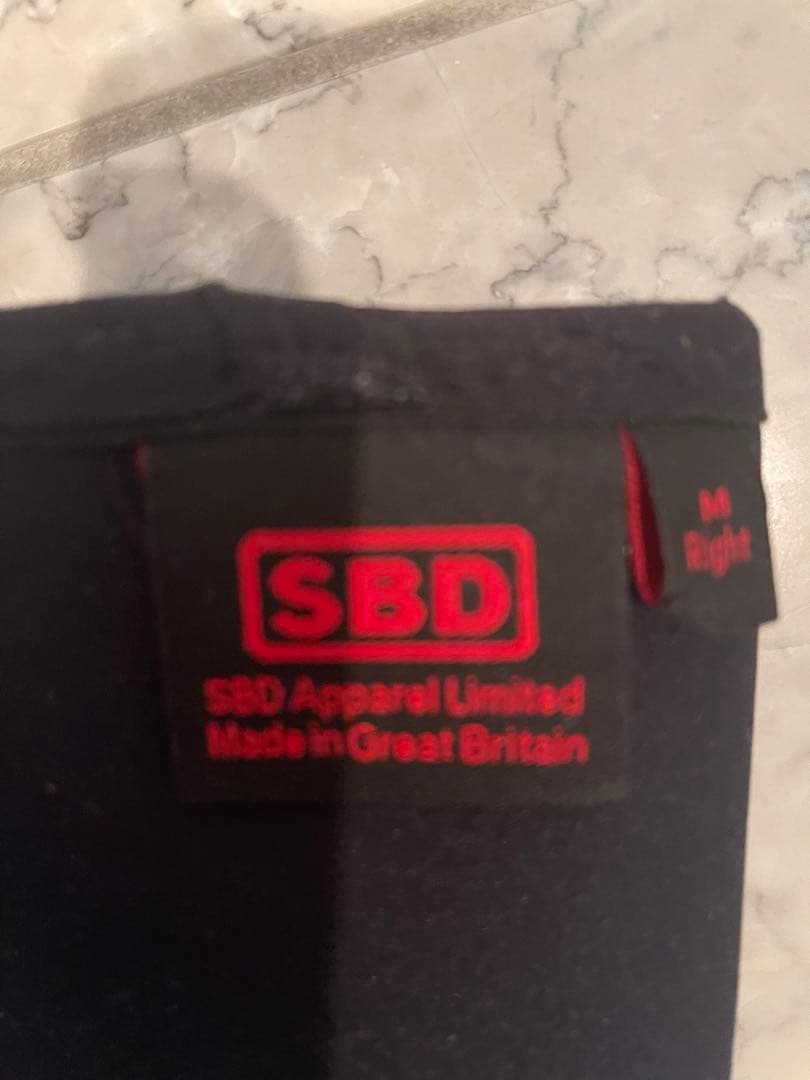 SBD
SBD Apparel Limited
Made in Great Britain
M
Right